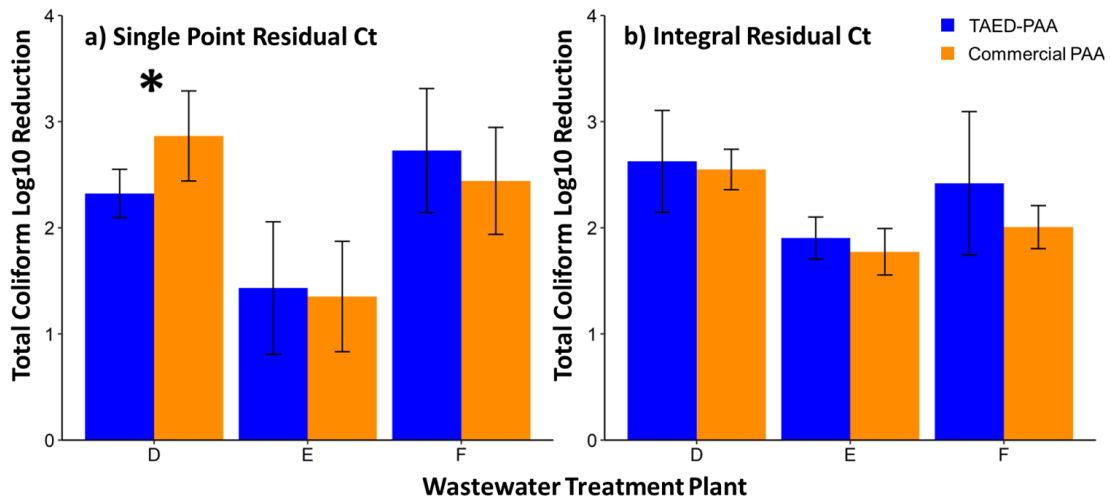 a) Single Point Residual Ct
*
Total Coliform Log10 Reduction
4
3
2
1
0
D
E
F
b) Integral Residual Ct
TAED-PAA
Commercial PAA
Total Coliform Log10 Reduction
4
3
2
1
0
D
E
F
Wastewater Treatment Plant